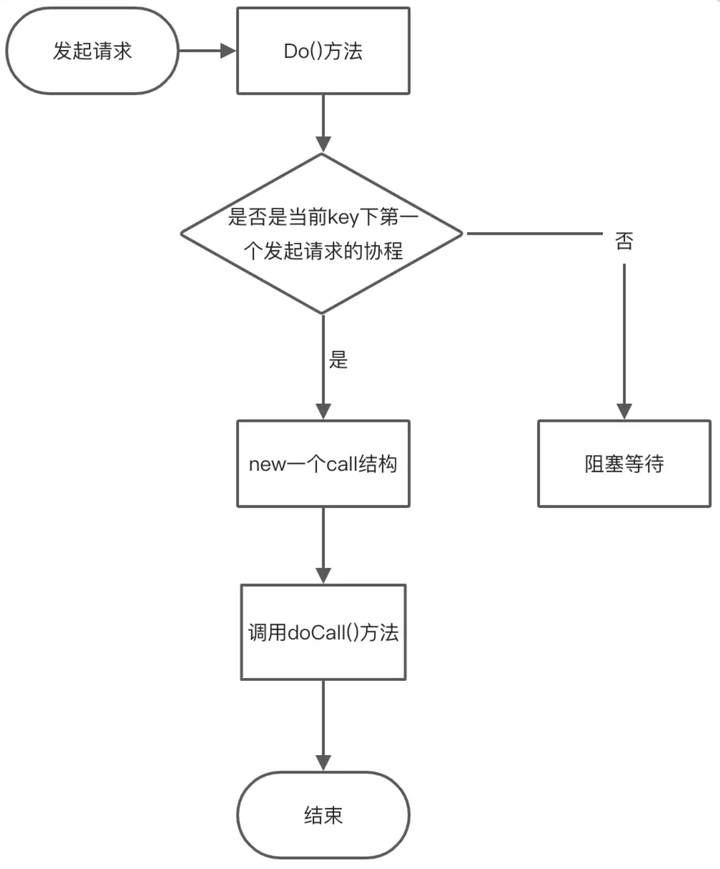 发起请求
Do()方法
是否是当前key下第一
个发起请求的协程
否
是
new一个call结构
阻塞等待
调用doCall()方法
结束